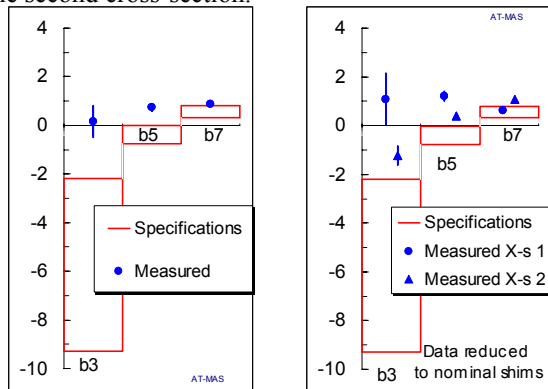 the second cross-section.
4
2
0
-2
-4
-6
-8
-10
b3
b5
b7
Specifications
Measured
AT-MAS
AT-MAS
4
2
0
-2
-4
-6
-8
-10
b3
b5
b7
Specifications
Measured X-s 1
Measured X-s 2
Data reduced
to nominal shims